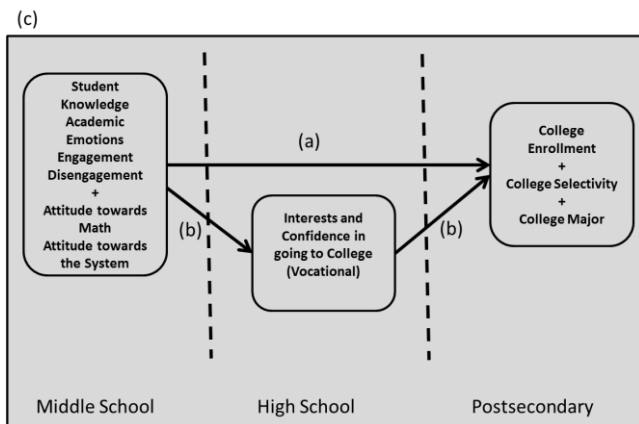 (c)
Student
Knowledge
Academic
Emotions
Engagement
Disengagement
+
Attitude towards
Math
Attitude towards
the System
(a)
(b)
Interests and
Confidence in
going to College
(Vocational)
(b)
College
Enrollment
+
College Selectivity
+
College Major
Middle School
High School
Postsecondary